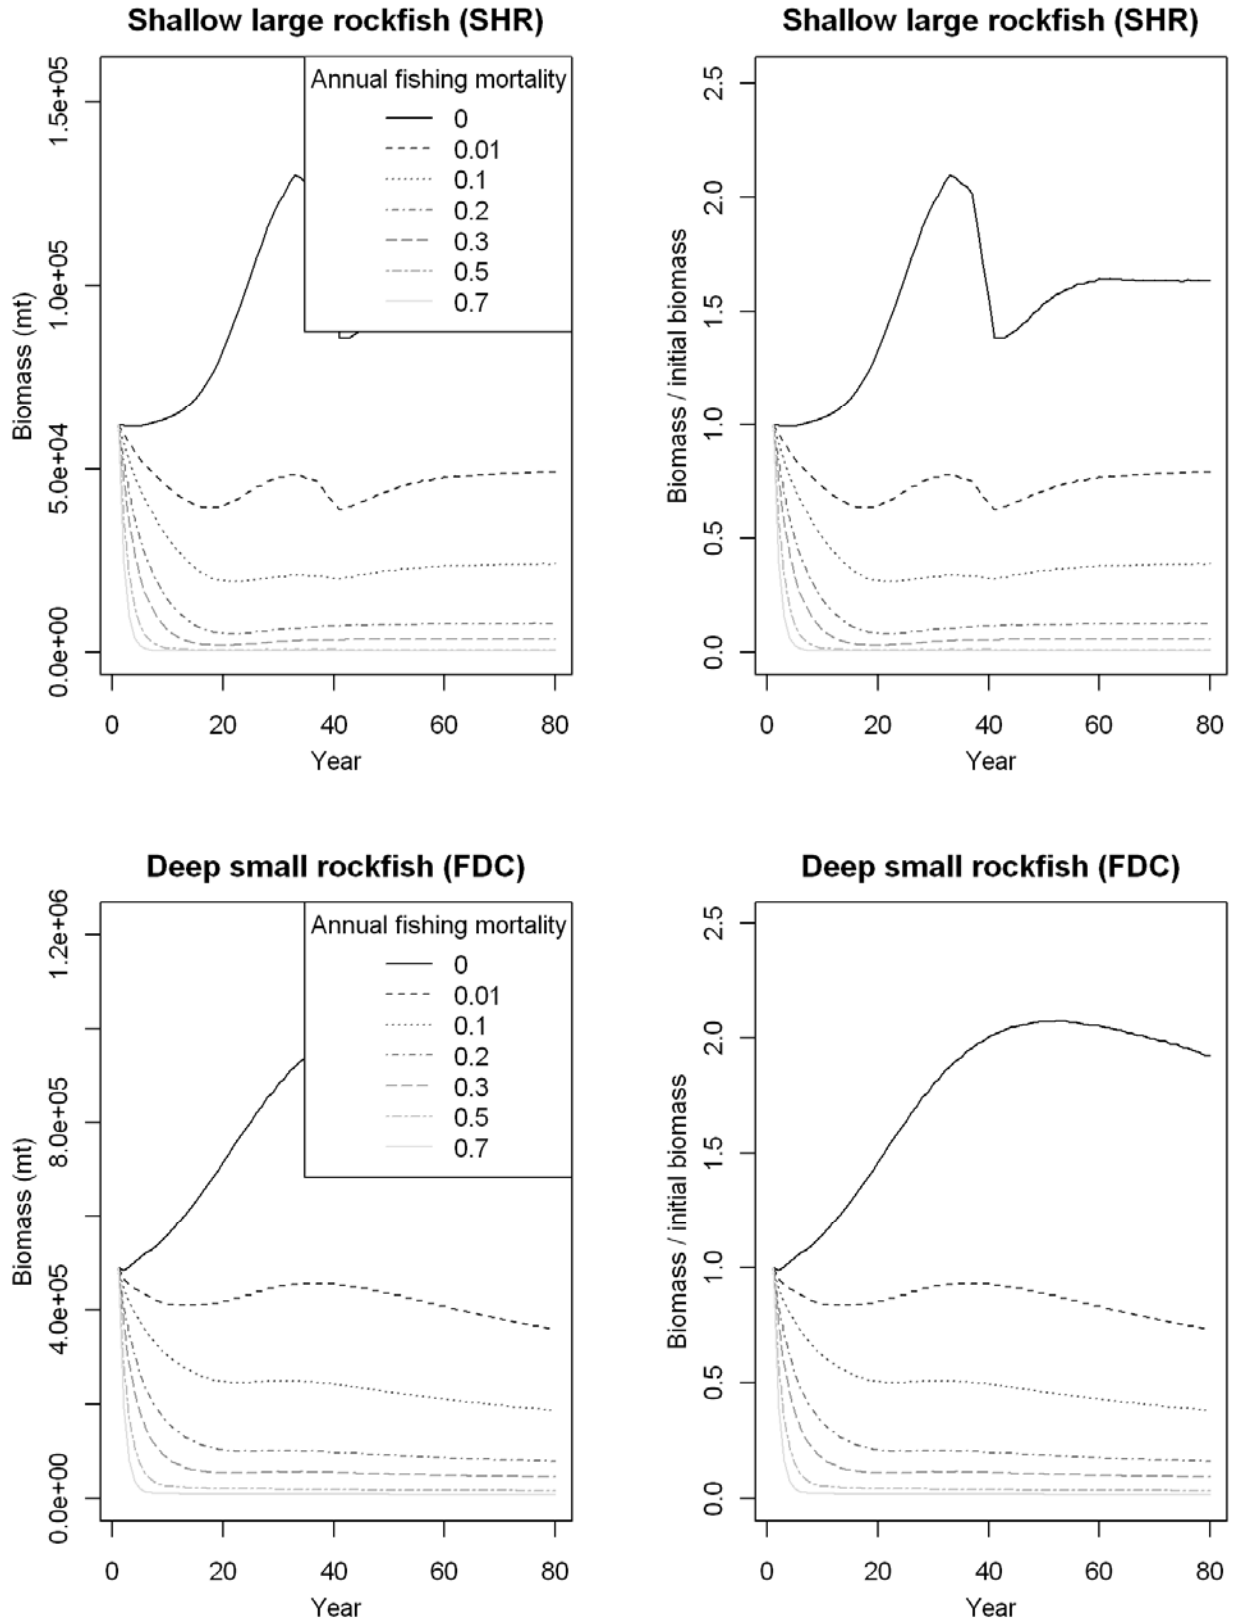 Shallow large rockfish (SHR)
Biomass (mt)
1.5e+05
1.0e+05
5.0e+04
0.0e+00
Annual fishing mortality
0
0.01
0.1
0.2
0.3
0.5
0.7
0 20 40 60 80
Year
Shallow large rockfish (SHR)
Biomass / initial biomass
2.5
2.0
1.5
1.0
0.5
0.0
0 20 40 60 80
Year
Deep small rockfish (FDC)
Biomass (mt)
1.2e+06
8.0e+05
4.0e+05
0.0e+00
Annual fishing mortality
0
0.01
0.1
0.2
0.3
0.5
0.7
0 20 40 60 80
Year
Deep small rockfish (FDC)
Biomass / initial biomass
2.5
2.0
1.5
1.0
0.5
0.0
0 20 40 60 80
Year